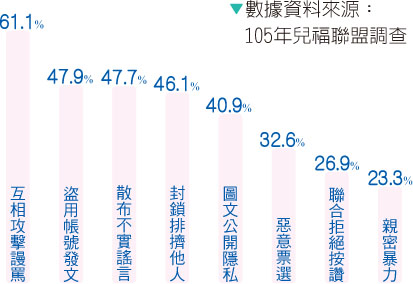 ▼數據資料來源：
105年兒福聯盟調查
61.1%
47.9%
47.7%
46.1%
40.9%
32.6%
26.9%
23.3%
互相攻擊謾罵
盜用帳號發文
散布不實謠言
封鎖排擠他人
圖文公開隱私
惡意票選
聯合拒絕按讚
親密暴力